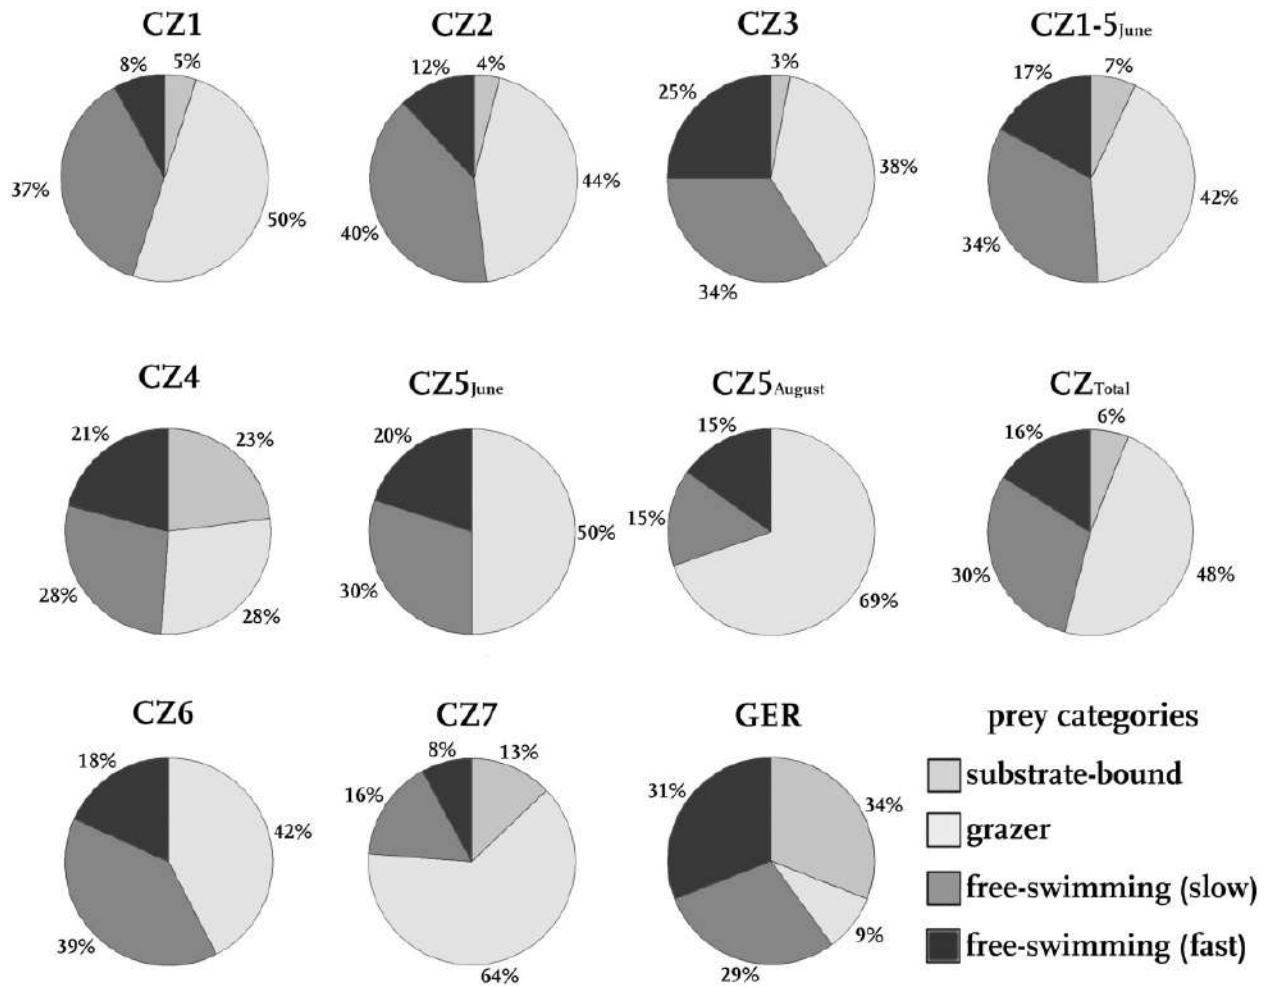 CZ1
8%
5%
37%
50%
CZ2
12%
4%
44%
40%
CZ3
3%
25%
38%
34%
CZ1-5June
17%
7%
42%
34%
CZ4
21%
23%
28%
28%
CZ5June
20%
50%
30%
CZ5August
15%
15%
69%
CZTotal
6%
16%
30%
48%
CZ6
18%
42%
39%
CZ7
8%
13%
16%
64%
GER
31%
34%
9%
29%
prey categories
substrate-bound
grazer
free-swimming (slow)
free-swimming (fast)